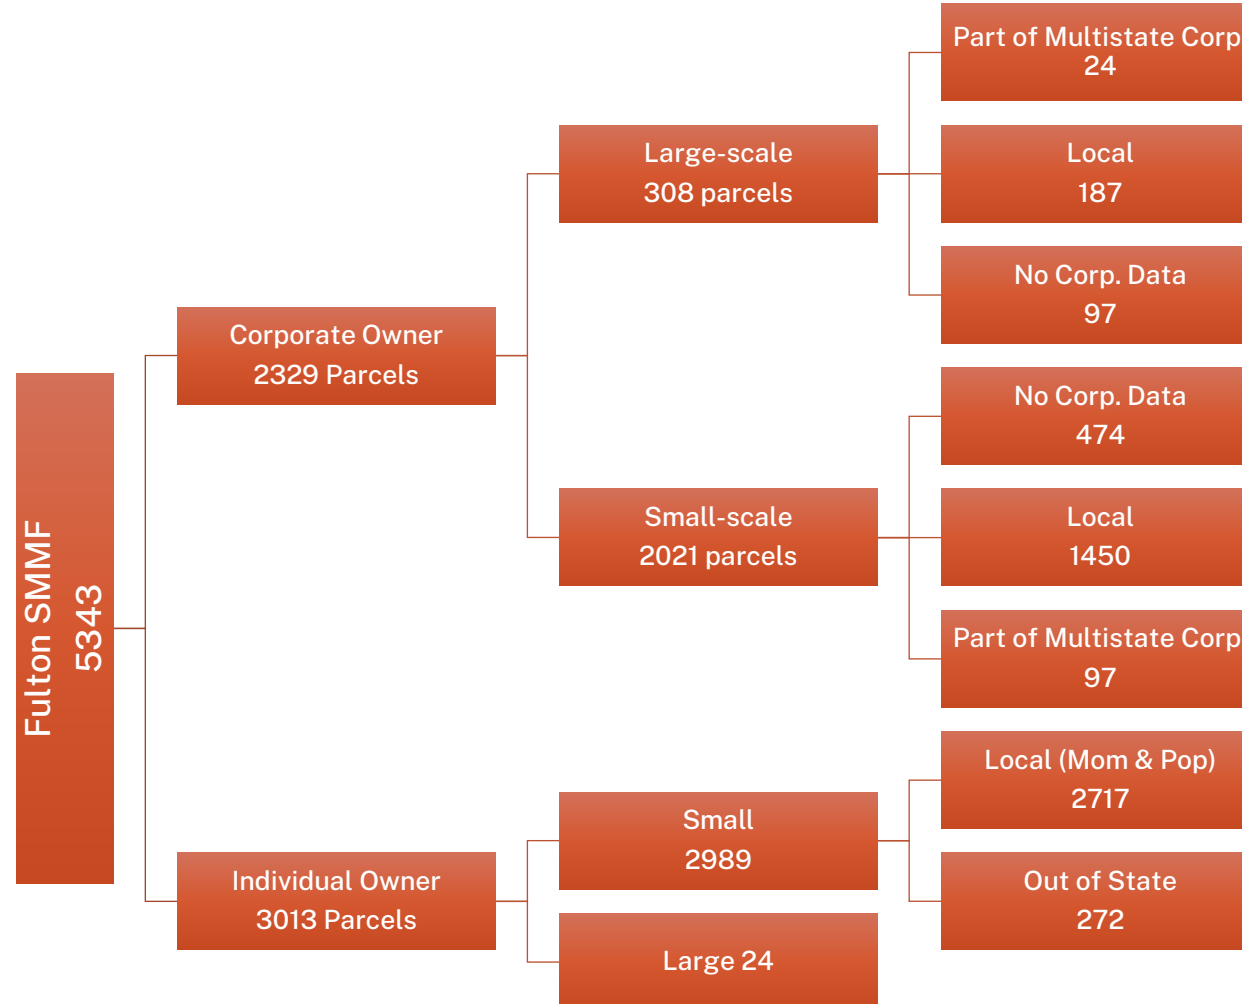 Fulton SMMF
5343
Corporate Owner
2329 Parcels
Large-scale
308 parcels
Part of Multistate Corp
24
Local
187
No Corp. Data
97
Small-scale
2021 parcels
No Corp. Data
474
Local
1450
Part of Multistate Corp
97
Individual Owner
3013 Parcels
Small
2989
Local (Mom & Pop)
2717
Out of State
272
Large 24